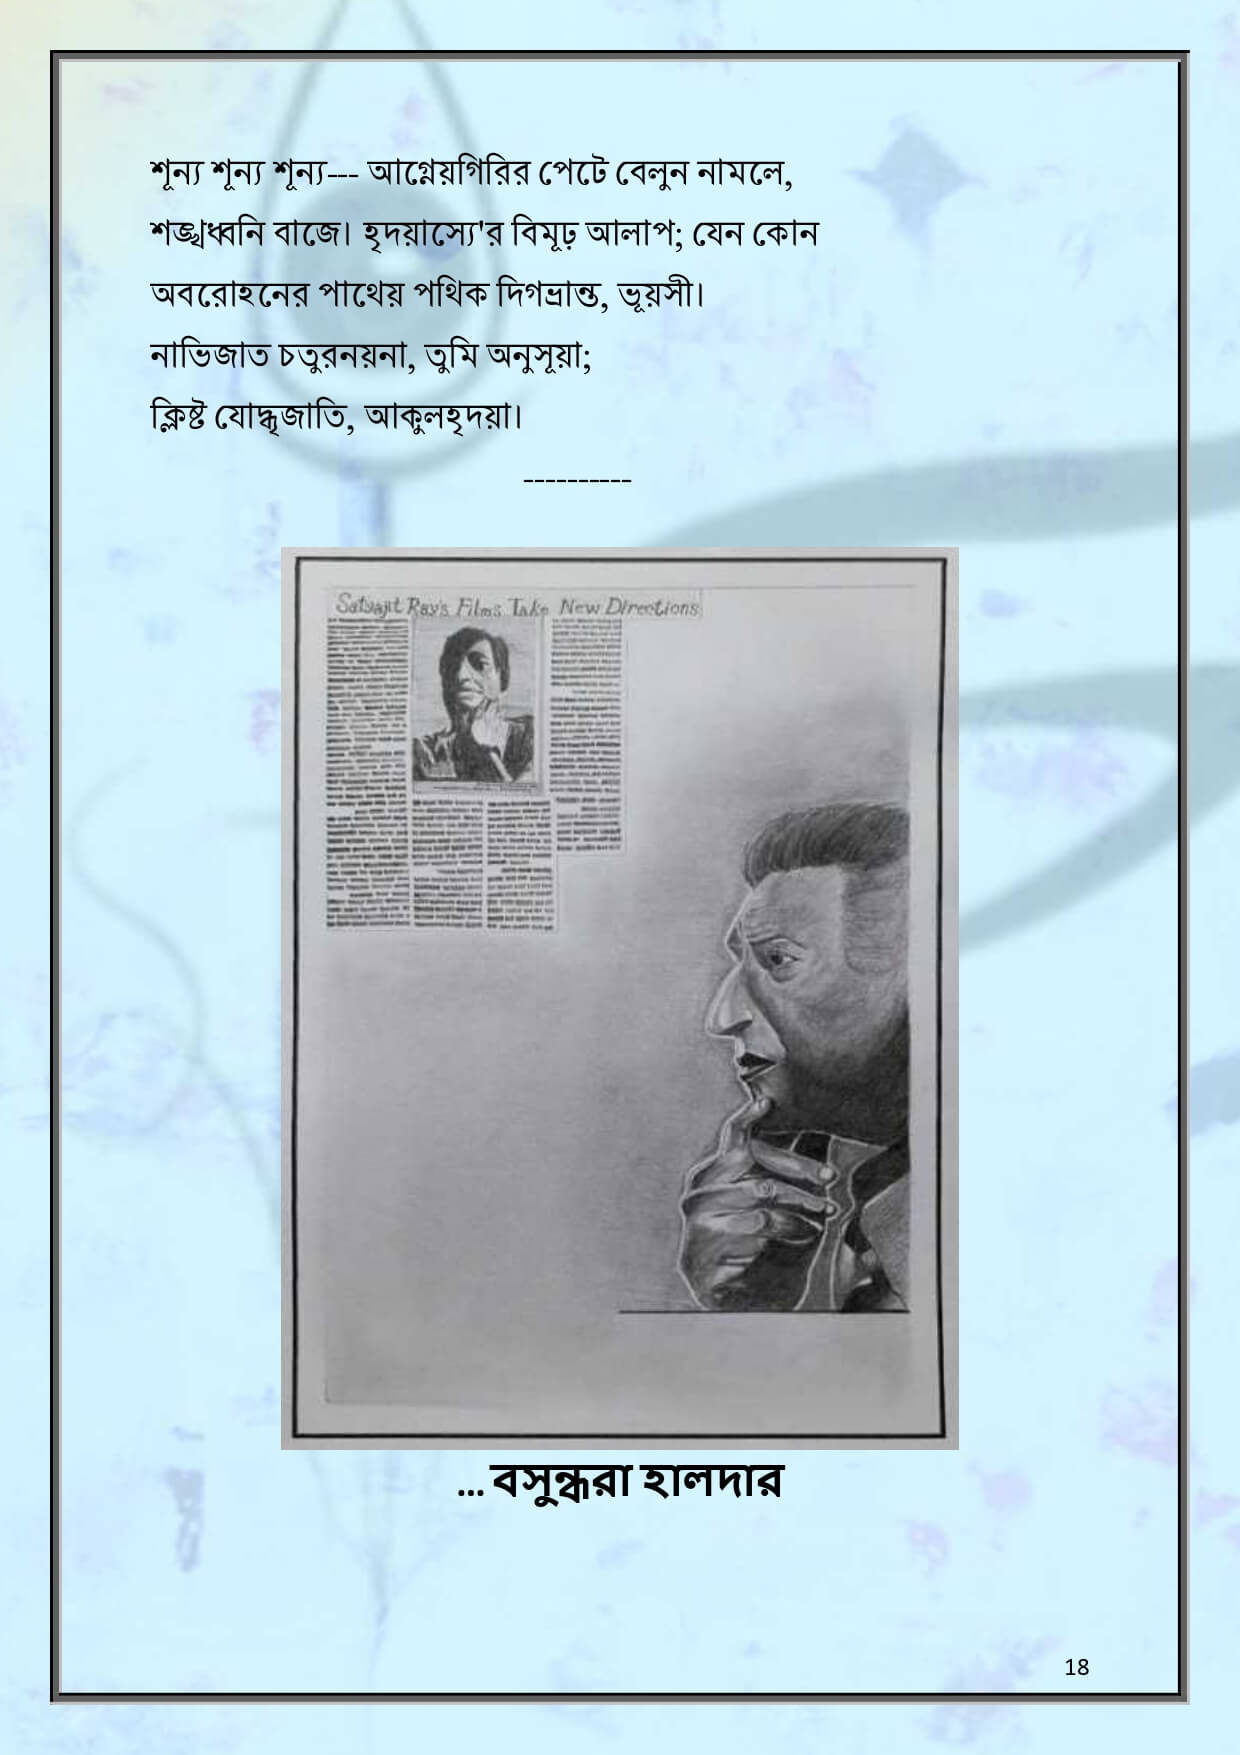 শূন্য শূন্য শূন্য--- আগ্নেয়গিরির পেটে বেলুন নামলে,
শঙ্খধ্বনি বাজে। হৃদয়াস্যে'র বিমূঢ় আলাপ; যেন কোন
অবরোহনের পাথেয় পথিক দিগভ্রান্ত, ভূয়সী।
নাভিজাত চতুরনয়না, তুমি অনুসূয়া;
ক্লিষ্ট যোদ্ধৃজাতি, আকুলহৃদয়া।
----------
Satyajit Ray's Films Take New Directions
... বসুন্ধরা হালদার
18